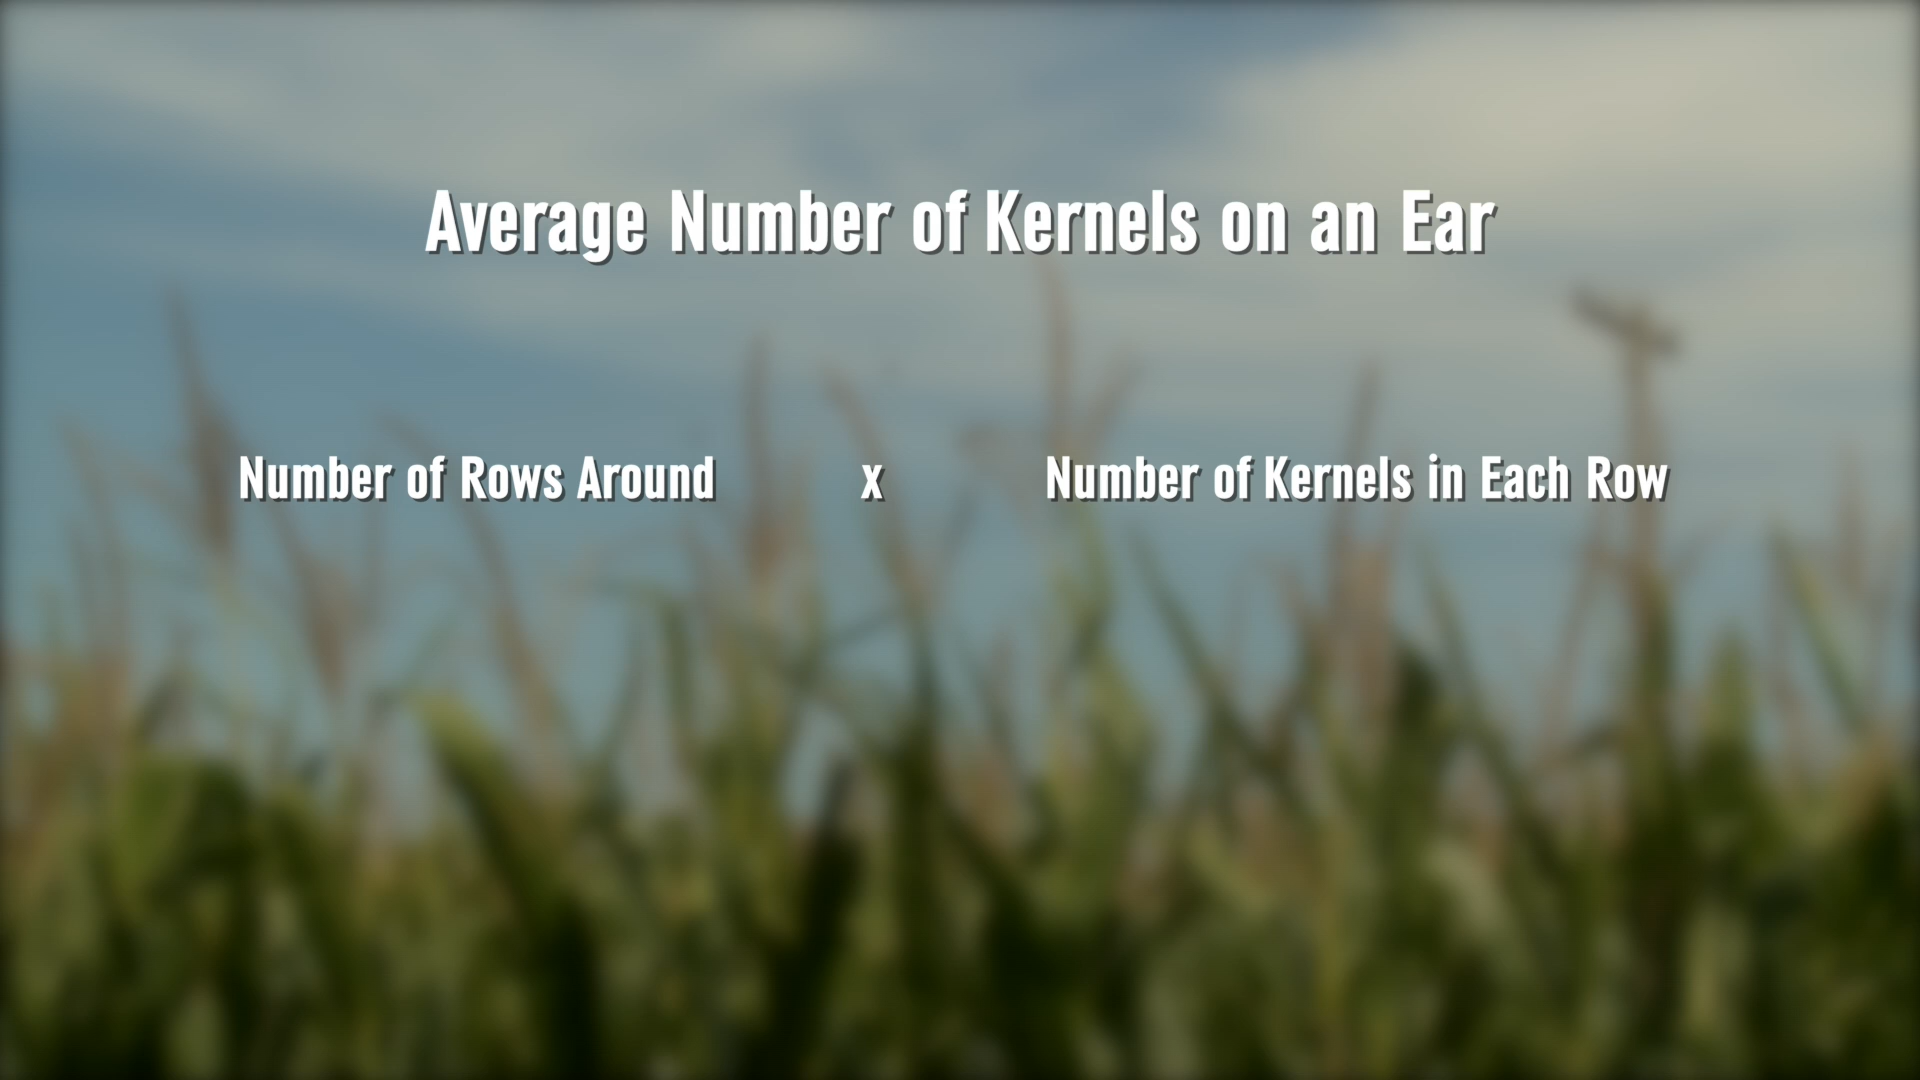 Average Number of Kernels on an Ear
Number of Rows Around x Number of Kernels in Each Row